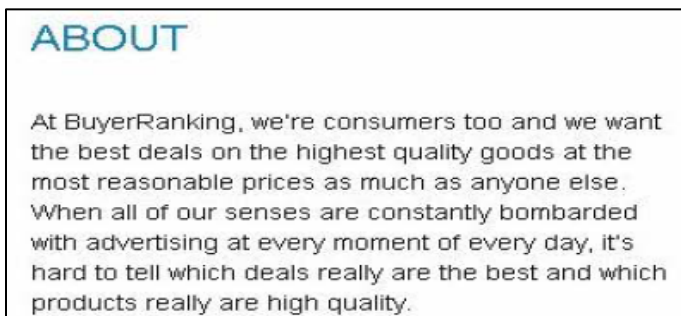 ABOUT
At BuyerRanking, we're consumers too and we want
the best deals on the highest quality goods at the
most reasonable prices as much as anyone else.
When all of our senses are constantly bombarded
with advertising at every moment of every day, it's
hard to tell which deals really are the best and which
products really are high quality.